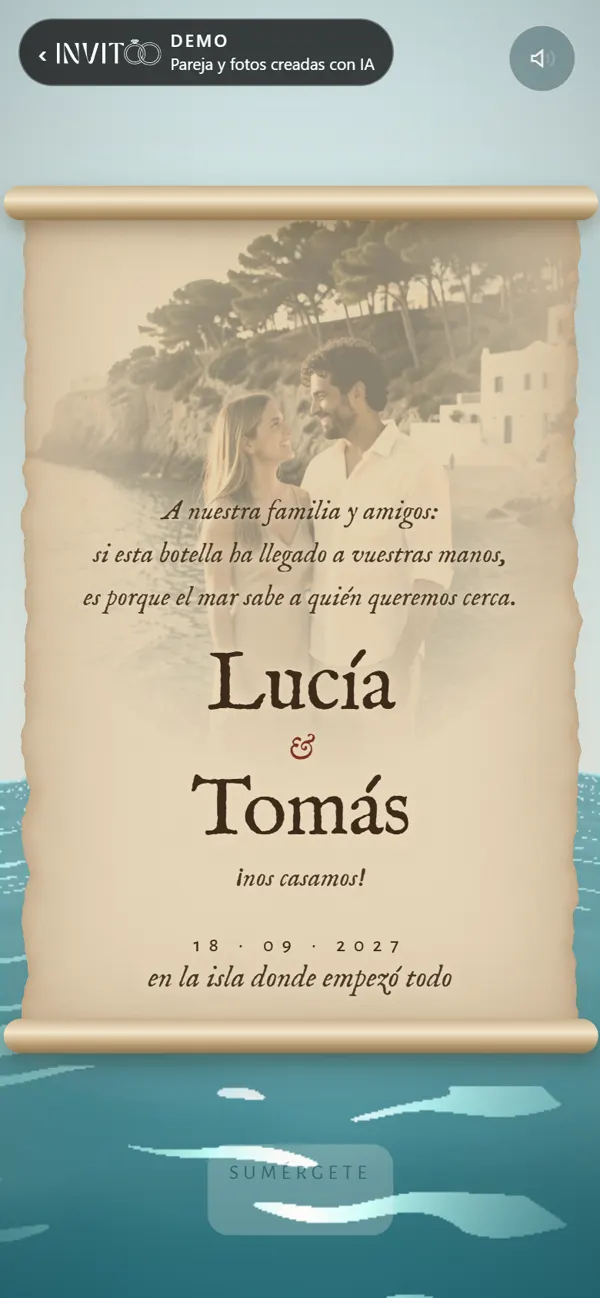 ‹ INVITOO
DEMO
Pareja y fotos creadas con IA
A nuestra familia y amigos:
si esta botella ha llegado a vuestras manos,
es porque el mar sabe a quién queremos cerca.
Lucía
&
Tomás
¡nos casamos!
18 · 09 · 2027
en la isla donde empezó todo
SUMÉRGETE